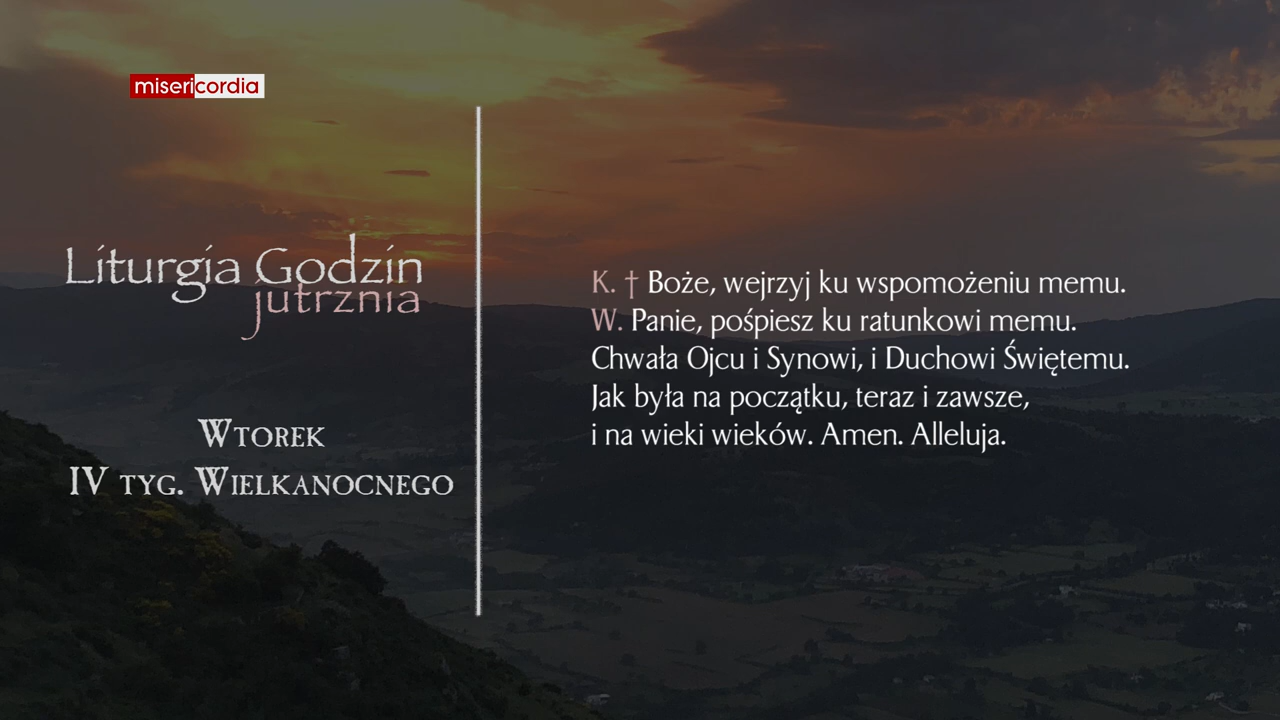 misericordia
Liturgia Godzin
jutrznia
Wtorek
IV tyg. Wielkanocnego
K. † Boże, wejrzyj ku wspomożeniu memu.
W. Panie, pośpiesz ku ratunkowi memu.
Chwała Ojcu i Synowi, i Duchowi Świętemu.
Jak była na początku, teraz i zawsze,
i na wieki wieków. Amen. Alleluja.